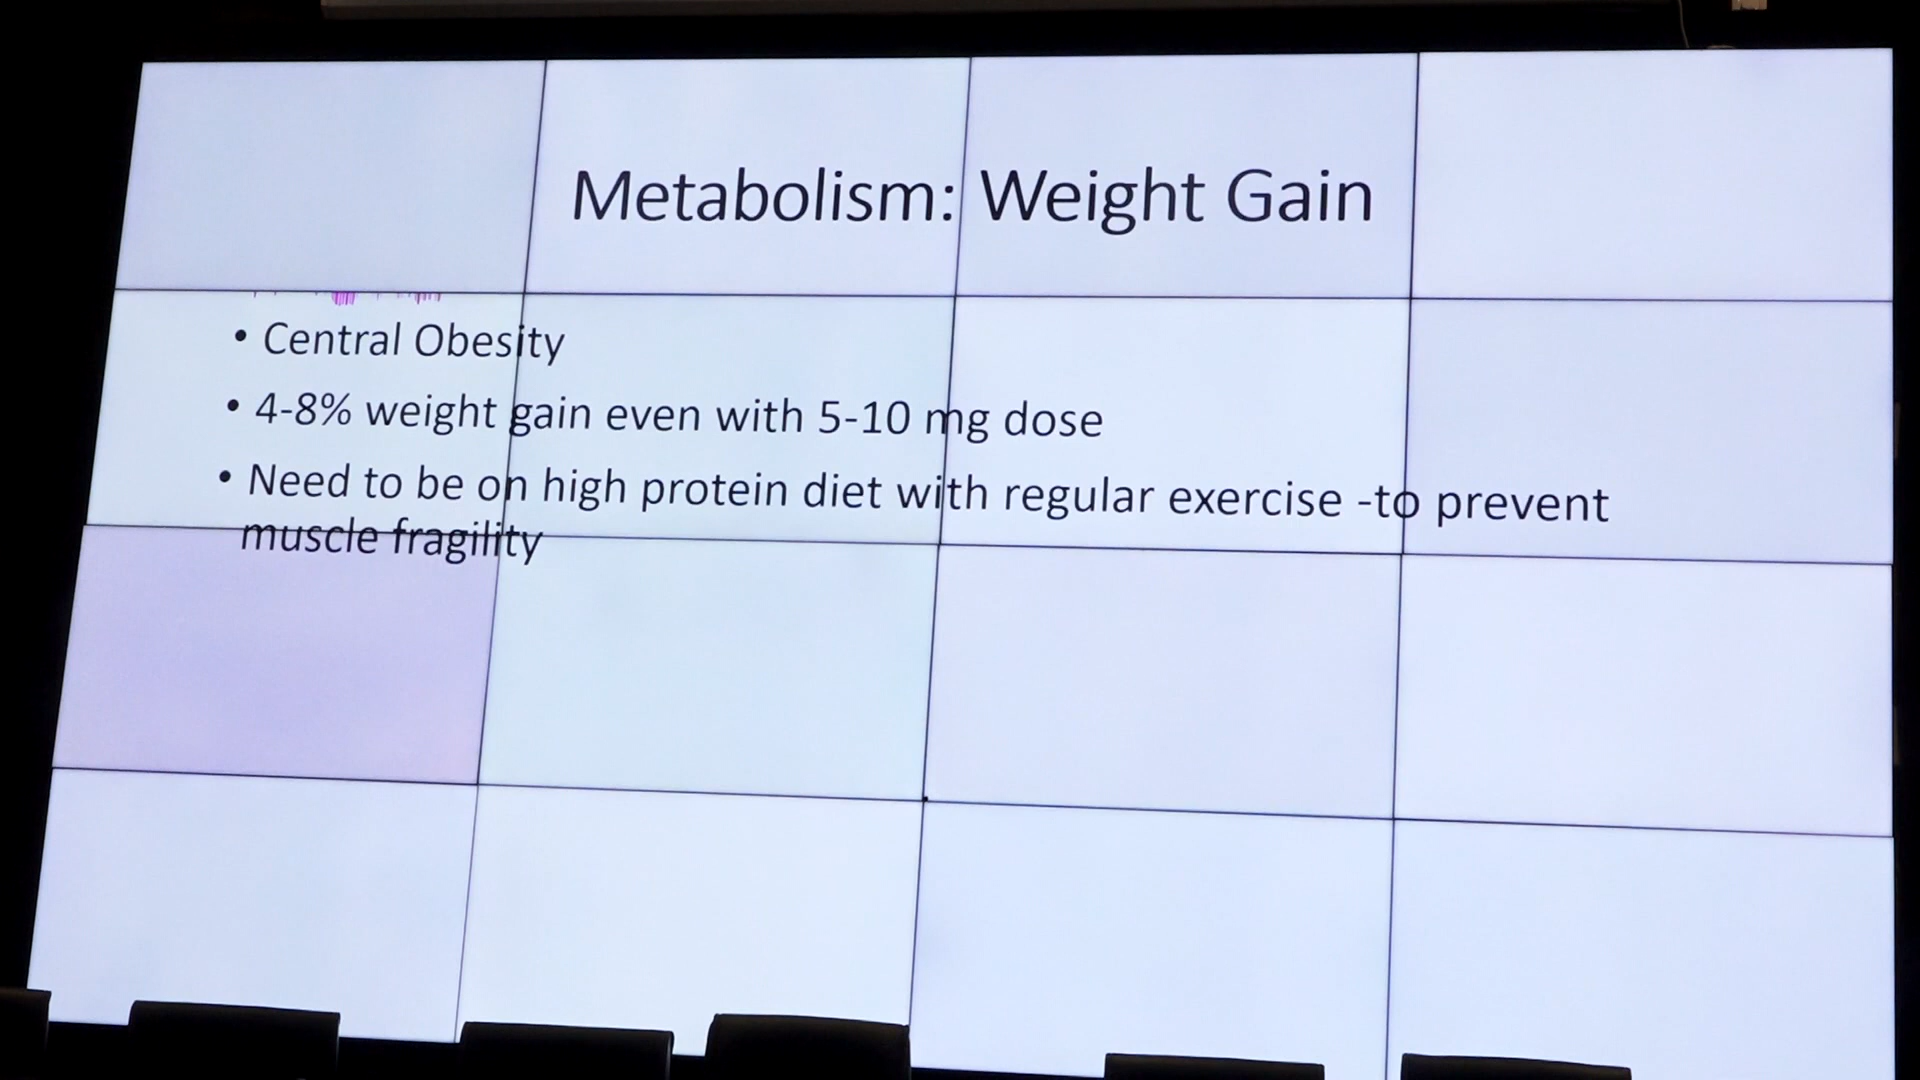 Metabolism: Weight Gain
• Central Obesity
• 4-8% weight gain even with 5-10 mg dose
• Need to be on high protein diet with regular exercise -to prevent
muscle fragility